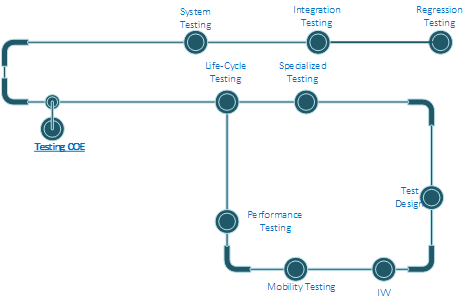 System
Testing
Integration
Testing
Regression
Testing
Life-Cycle
Testing
Specialized
Testing
Testing COE
Test
Design
Performance
Testing
Mobility Testing